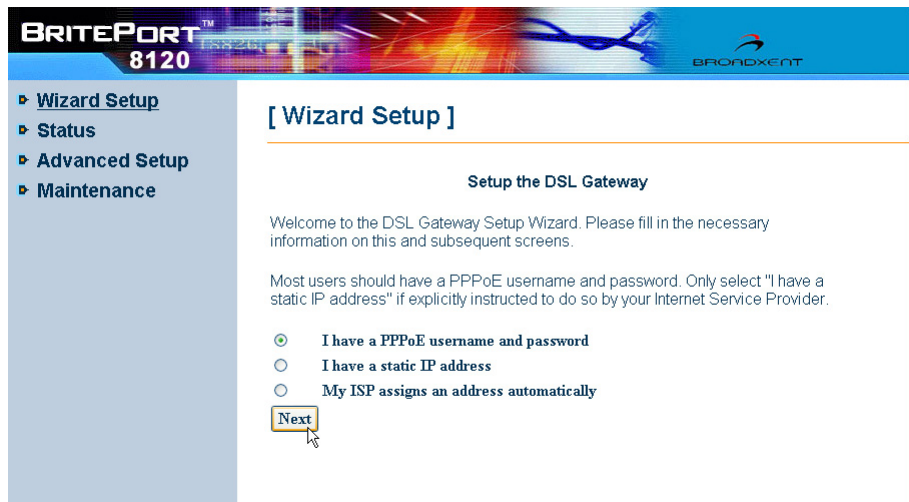 BRITEPORT™
8120
BROADXENT
Wizard Setup
Status
Advanced Setup
Maintenance
[ Wizard Setup ]
Setup the DSL Gateway
Welcome to the DSL Gateway Setup Wizard. Please fill in the necessary
information on this and subsequent screens.
Most users should have a PPPoE username and password. Only select "I have a
static IP address" if explicitly instructed to do so by your Internet Service Provider.
I have a PPPoE username and password
I have a static IP address
My ISP assigns an address automatically
Next